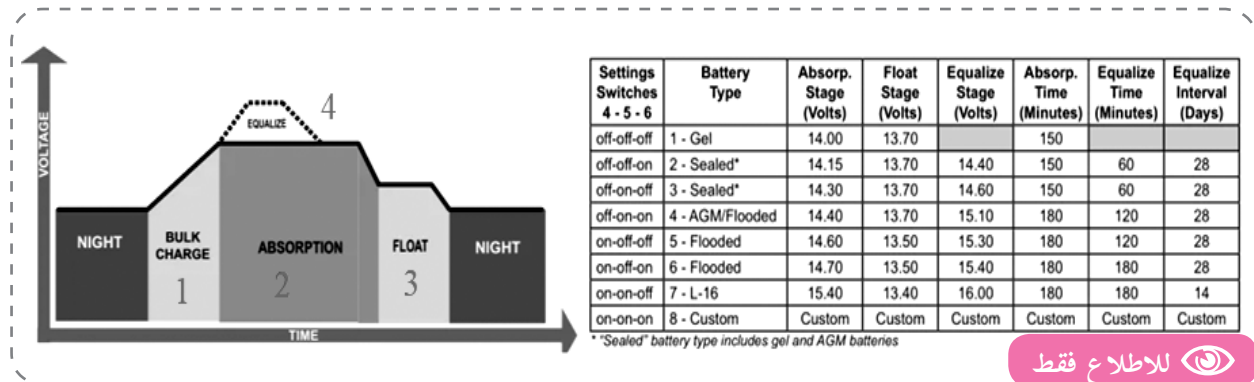 VOLTAGE
EQUALIZE
4
NIGHT
BULK
CHARGE
1
ABSORPTION
2
FLOAT
3
NIGHT
TIME
Settings Switches 4 - 5 - 6 | Battery Type | Absorp. Stage (Volts) | Float Stage (Volts) | Equalize Stage (Volts) | Absorp. Time (Minutes) | Equalize Time (Minutes) | Equalize Interval (Days)
off-off-off | 1 - Gel | 14.00 | 13.70 | | 150 | |
off-off-on | 2 - Sealed* | 14.15 | 13.70 | 14.40 | 150 | 60 | 28
off-on-off | 3 - Sealed* | 14.30 | 13.70 | 14.60 | 150 | 60 | 28
off-on-on | 4 - AGM/Flooded | 14.40 | 13.70 | 15.10 | 180 | 120 | 28
on-off-off | 5 - Flooded | 14.60 | 13.50 | 15.30 | 180 | 120 | 28
on-off-on | 6 - Flooded | 14.70 | 13.50 | 15.40 | 180 | 180 | 28
on-on-off | 7 - L-16 | 15.40 | 13.40 | 16.00 | 180 | 180 | 14
on-on-on | 8 - Custom | Custom | Custom | Custom | Custom | Custom | Custom
* "Sealed" battery type includes gel and AGM batteries
للاطلاع فقط